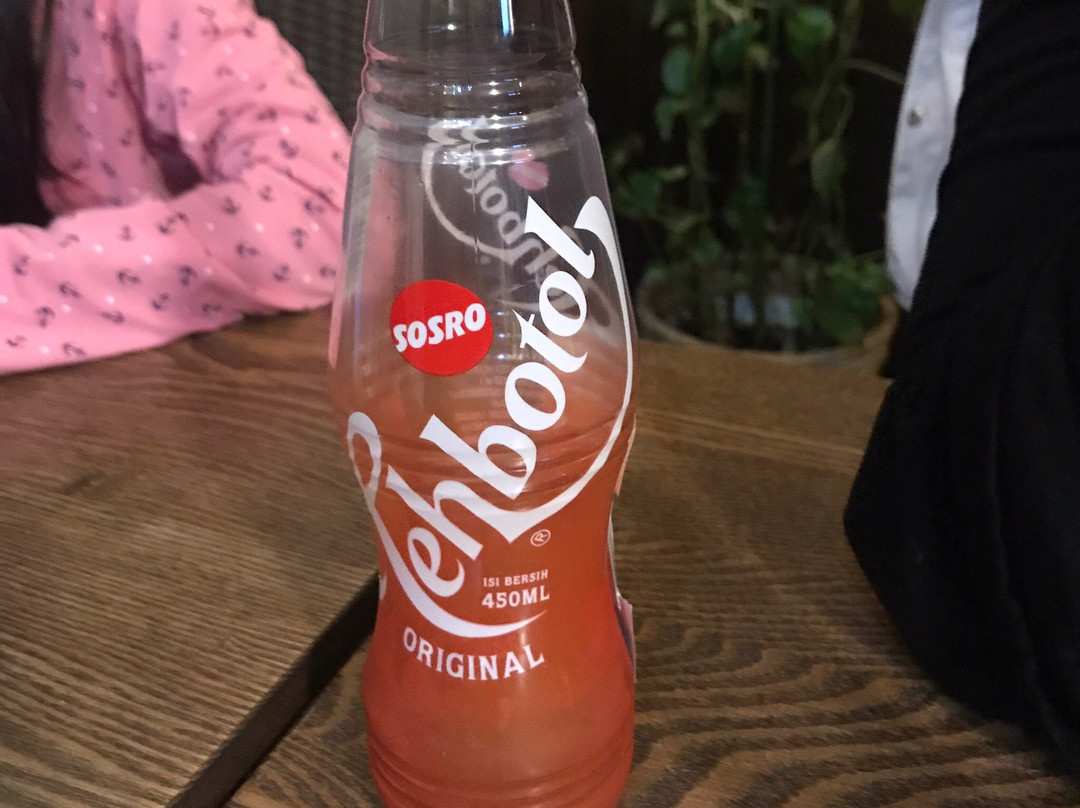 SOSRO
Tehbotol
®
ISI BERSIH
450ML
ORIGINAL